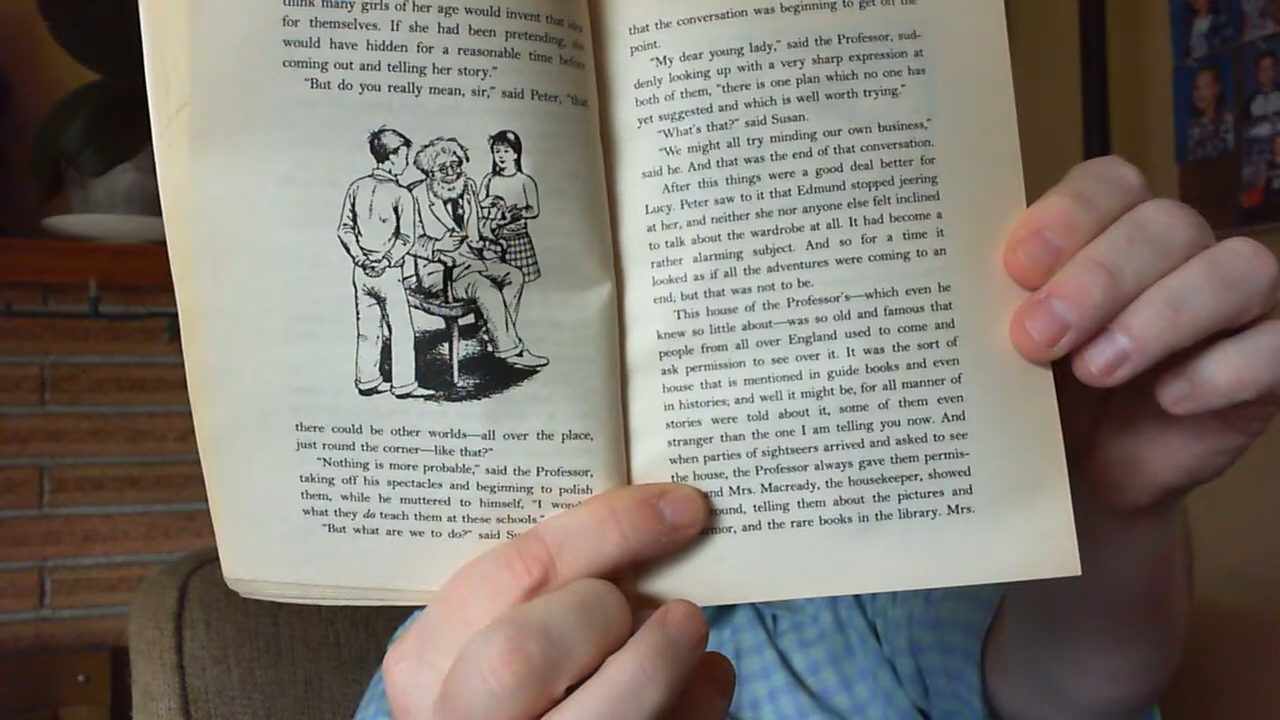 think many girls of her age would invent that idea
for themselves. If she had been pretending, she
would have hidden for a reasonable time before
coming out and telling her story."
"But do you really mean, sir," said Peter, "that
there could be other worlds—all over the place,
just round the corner—like that?"
"Nothing is more probable," said the Professor,
taking off his spectacles and beginning to polish
them, while he muttered to himself, "I
what they do teach them at these schools."
"But what are we to do?" said
that the conversation was beginning to get off the
point.
"My dear young lady," said the Professor, sud-
denly looking up with a very sharp expression at
both of them, "there is one plan which no one has
yet suggested and which is well worth trying."
"What's that?" said Susan.
"We might all try minding our own business,"
said he. And that was the end of that conversation.
After this things were a good deal better for
Lucy. Peter saw to it that Edmund stopped jeering
at her, and neither she nor anyone else felt inclined
to talk about the wardrobe at all. It had become a
rather alarming subject. And so for a time it
looked as if all the adventures were coming to an
end; but that was not to be.
This house of the Professor's—which even he
knew so little about—was so old and famous that
people from all over England used to come and
ask permission to see over it. It was the sort of
house that is mentioned in guide books and even
in histories; and well it might be, for all manner of
stories were told about it, some of them even
stranger than the one I am telling you now. And
when parties of sightseers arrived and asked to see
the house, the Professor always gave them permis-
and Mrs. Macready, the housekeeper, showed
round, telling them about the pictures and
and the rare books in the library. Mrs.